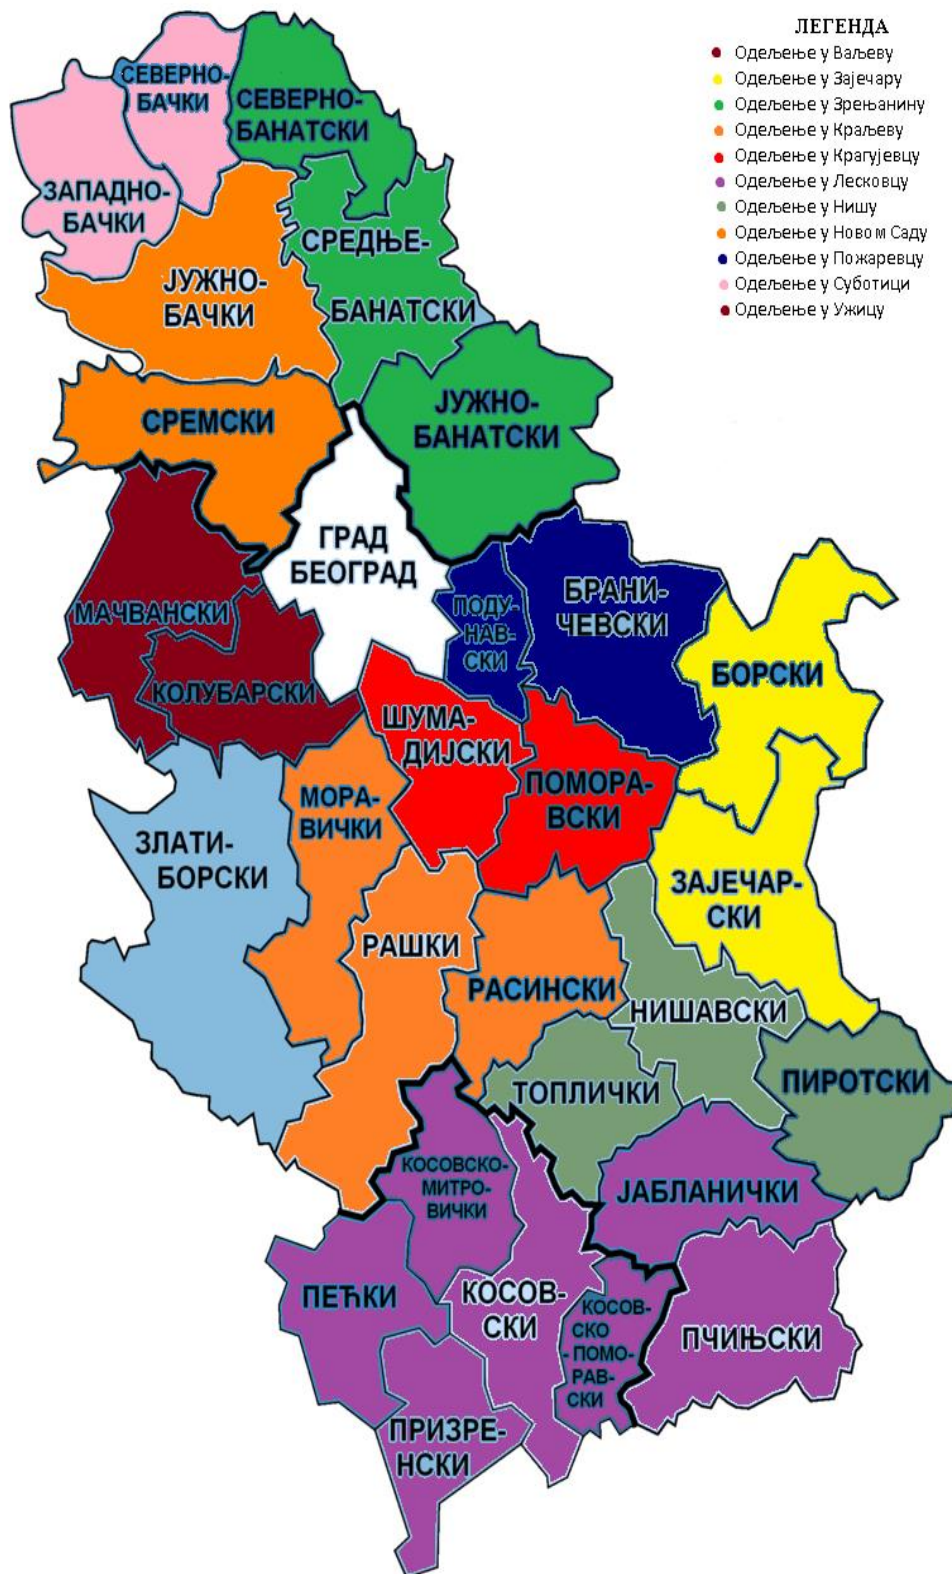 ЛЕГЕНДА
Одељење у Ваљеву
Одељење у Зајечару
Одељење у Зрењанину
Одељење у Краљеву
Одељење у Крагујевцу
Одељење у Лесковцу
Одељење у Нишу
Одељење у Новом Саду
Одељење у Пожаревцу
Одељење у Суботици
Одељење у Ужицу
СЕВЕРНО-
БАЧКИ
СЕВЕРНО-
БАНАТСКИ
ЗАПАДНО-
БАЧКИ
СРЕДЊЕ-
БАНАТСКИ
ЈУЖНО-
БАЧКИ
ЈУЖНО-
БАНАТСКИ
СРЕМСКИ
ГРАД
БЕОГРАД
МАЧВАНСКИ
ПОДУ-
НАВ-
СКИ
БРАНИ-
ЧЕВСКИ
БОРСКИ
КОЛУБАРСКИ
ШУМА-
ДИЈСКИ
ПОМОРА-
ВСКИ
МОРА-
ВИЧКИ
ЗЛАТИ-
БОРСКИ
ЗАЈЕЧАР-
СКИ
РАШКИ
РАСИНСКИ
НИШАВСКИ
ТОПЛИЧКИ
ПИРОТСКИ
КОСОВСКО-
МИТРО-
ВИЧКИ
ЈАБЛАНИЧКИ
ПЕЋКИ
КОСОВ-
СКИ
КОСОВ-
СКО
-ПОМО-
РАВ-
СКИ
ПЧИЊСКИ
ПРИЗРЕ-
НСКИ